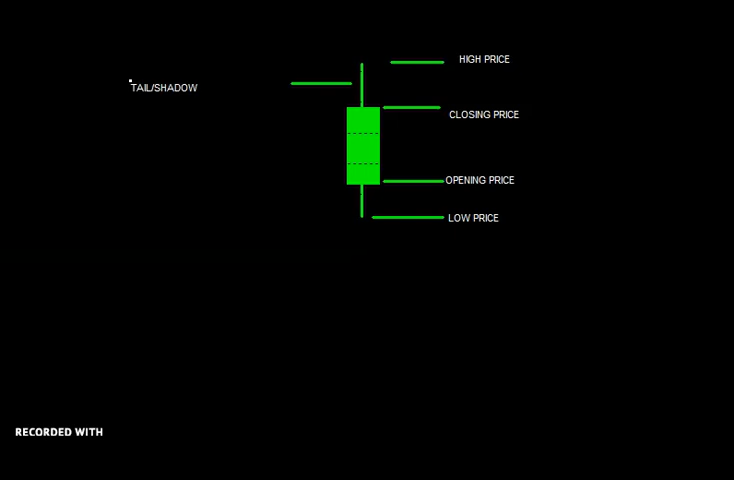 HIGH PRICE
TAIL/SHADOW
CLOSING PRICE
OPENING PRICE
LOW PRICE
RECORDED WITH